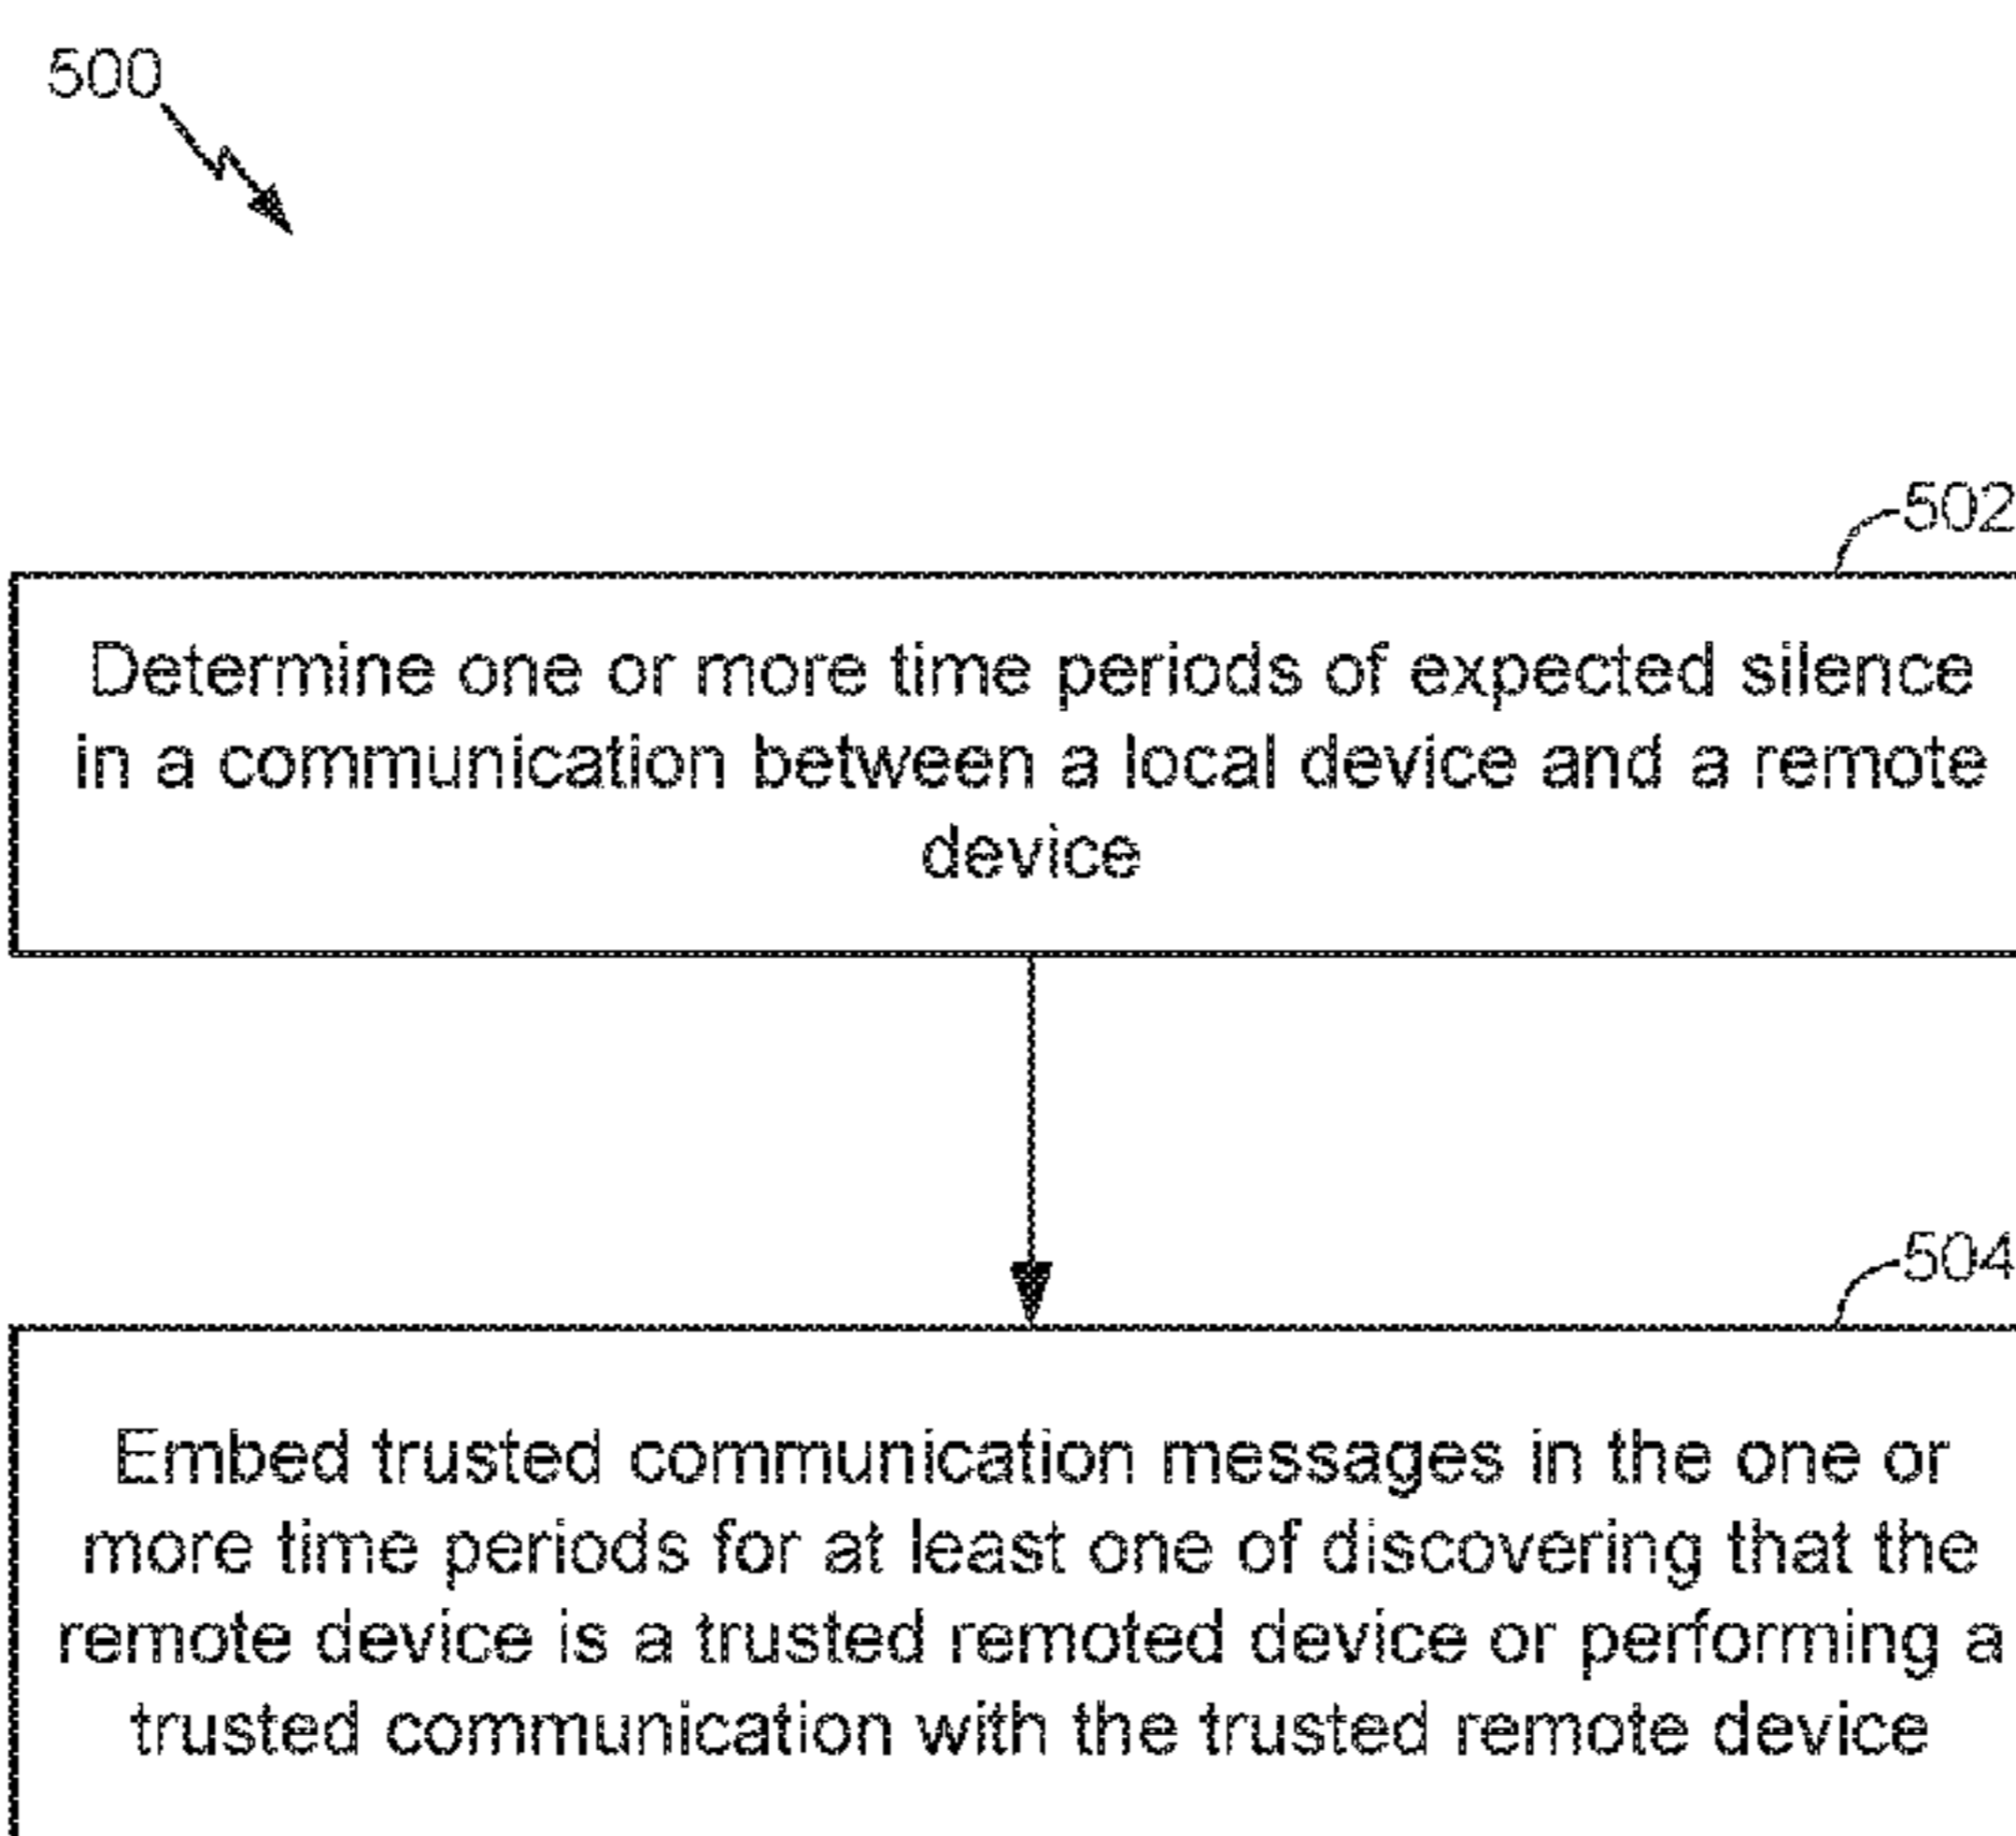 500
502
Determine one or more time periods of expected silence
in a communication between a local device and a remote
device
504
Embed trusted communication messages in the one or
more time periods for at least one of discovering that the
remote device is a trusted remoted device or performing a
trusted communication with the trusted remote device